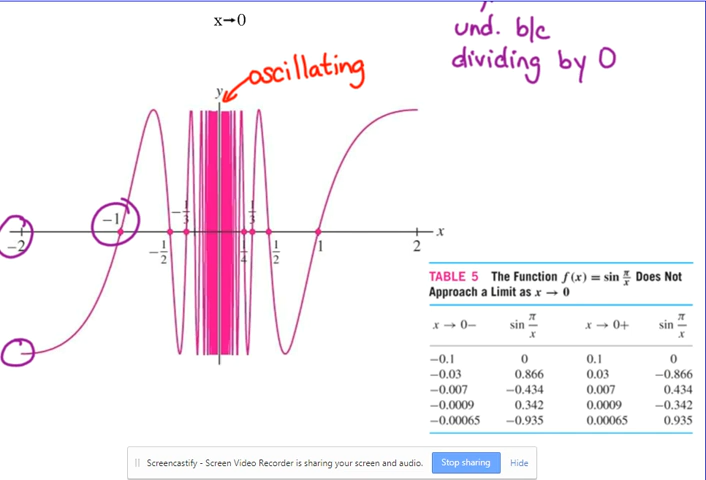 x→0
und. b/c
dividing by 0
oscillating
y
x
-2
-1
-1/2
-1/3
1/4
1/3
1/2
1
2
TABLE 5 The Function f(x) = sin π/x Does Not
Approach a Limit as x → 0
x → 0− sin π/x x → 0+ sin π/x
−0.1 0 0.1 0
−0.03 0.866 0.03 −0.866
−0.007 −0.434 0.007 0.434
−0.0009 0.342 0.0009 −0.342
−0.00065 −0.935 0.00065 0.935
Screencastify - Screen Video Recorder is sharing your screen and audio. Stop sharing Hide